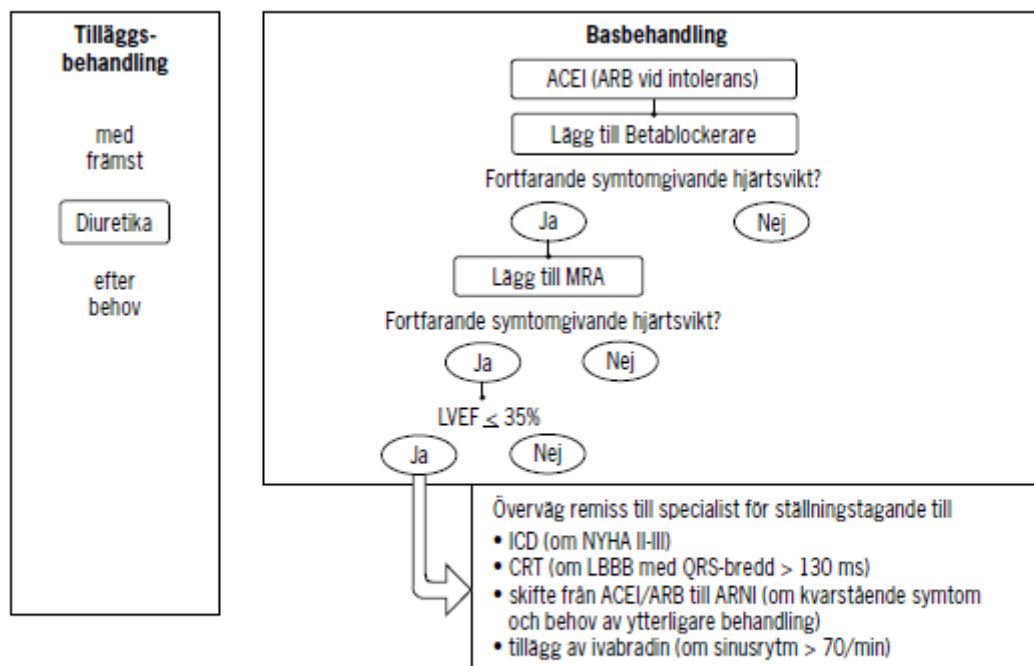 Tilläggs-
behandling
med
främst
Diuretika
efter
behov
Basbehandling
ACEI (ARB vid intolerans)
Lägg till Betablockerare
Fortfarande symtomgivande hjärtsvikt?
Ja
Nej
Lägg till MRA
Fortfarande symtomgivande hjärtsvikt?
Ja
Nej
LVEF ≤ 35%
Ja
Nej
Överväg remiss till specialist för ställningstagande till
• ICD (om NYHA II-III)
• CRT (om LBBB med QRS-bredd > 130 ms)
• skifte från ACEI/ARB till ARNI (om kvarstående symtom
och behov av ytterligare behandling)
• tillägg av ivabradin (om sinusrytm > 70/min)